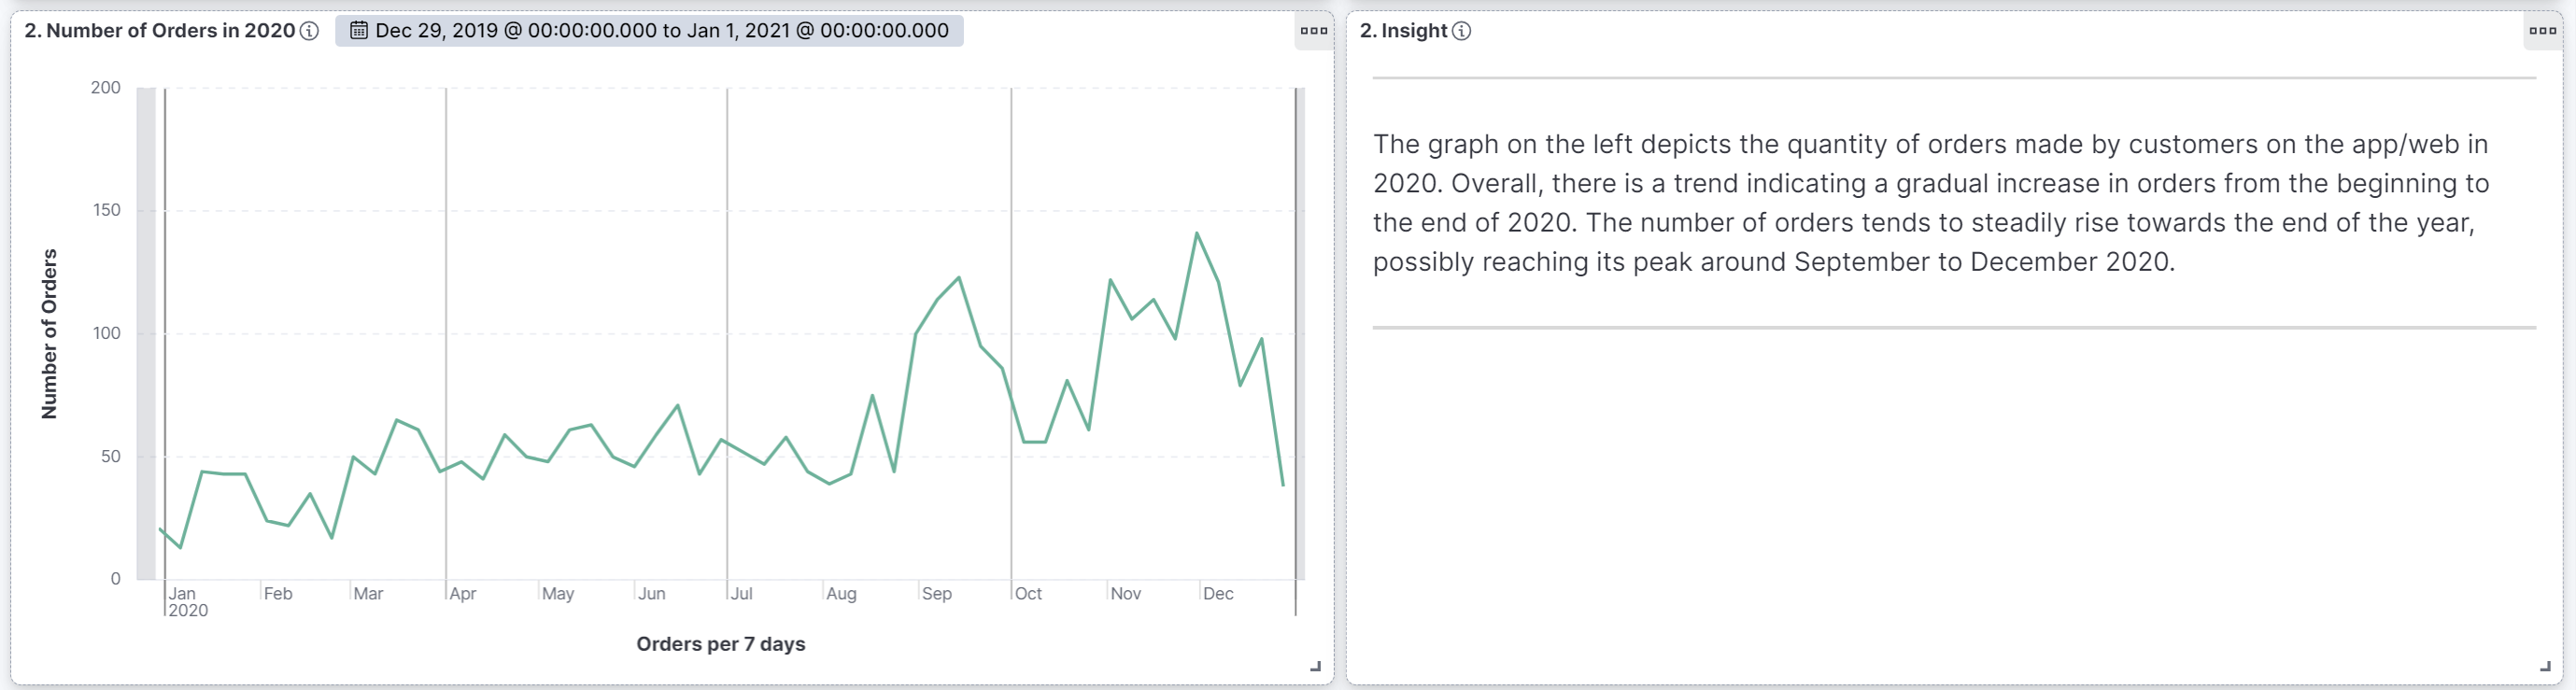 2. Number of Orders in 2020
Dec 29, 2019 @ 00:00:00.000 to Jan 1, 2021 @ 00:00:00.000
200
150
100
50
0
Number of Orders
Jan
2020
Feb
Mar
Apr
May
Jun
Jul
Aug
Sep
Oct
Nov
Dec
Orders per 7 days
2. Insight
The graph on the left depicts the quantity of orders made by customers on the app/web in
2020. Overall, there is a trend indicating a gradual increase in orders from the beginning to
the end of 2020. The number of orders tends to steadily rise towards the end of the year,
possibly reaching its peak around September to December 2020.